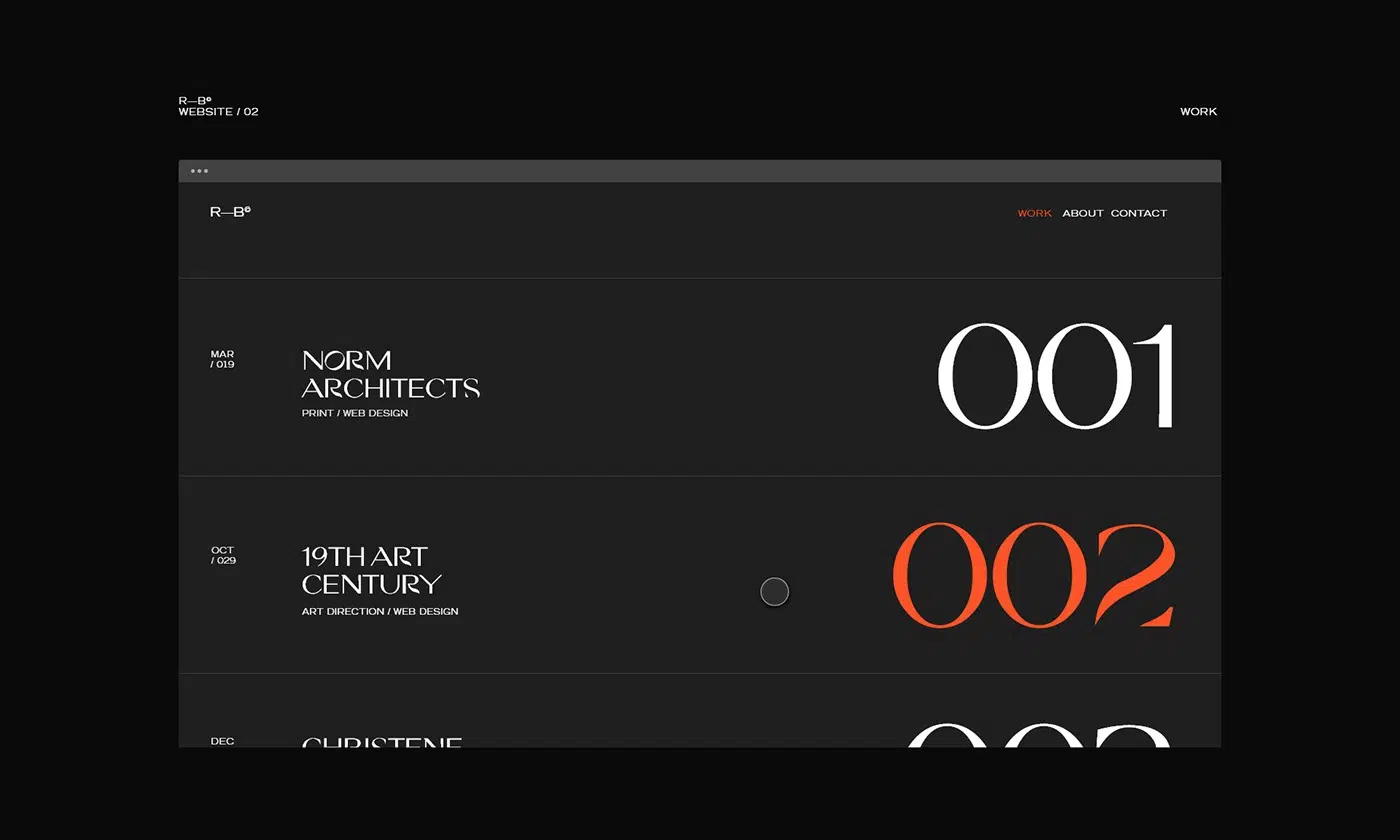 R—B©
WEBSITE / 02
WORK
R—B©
WORK ABOUT CONTACT
MAR
/ 019
NORM
ARCHITECTS
PRINT / WEB DESIGN
001
OCT
/ 029
19TH ART
CENTURY
ART DIRECTION / WEB DESIGN
002
DEC
CHRISTENE